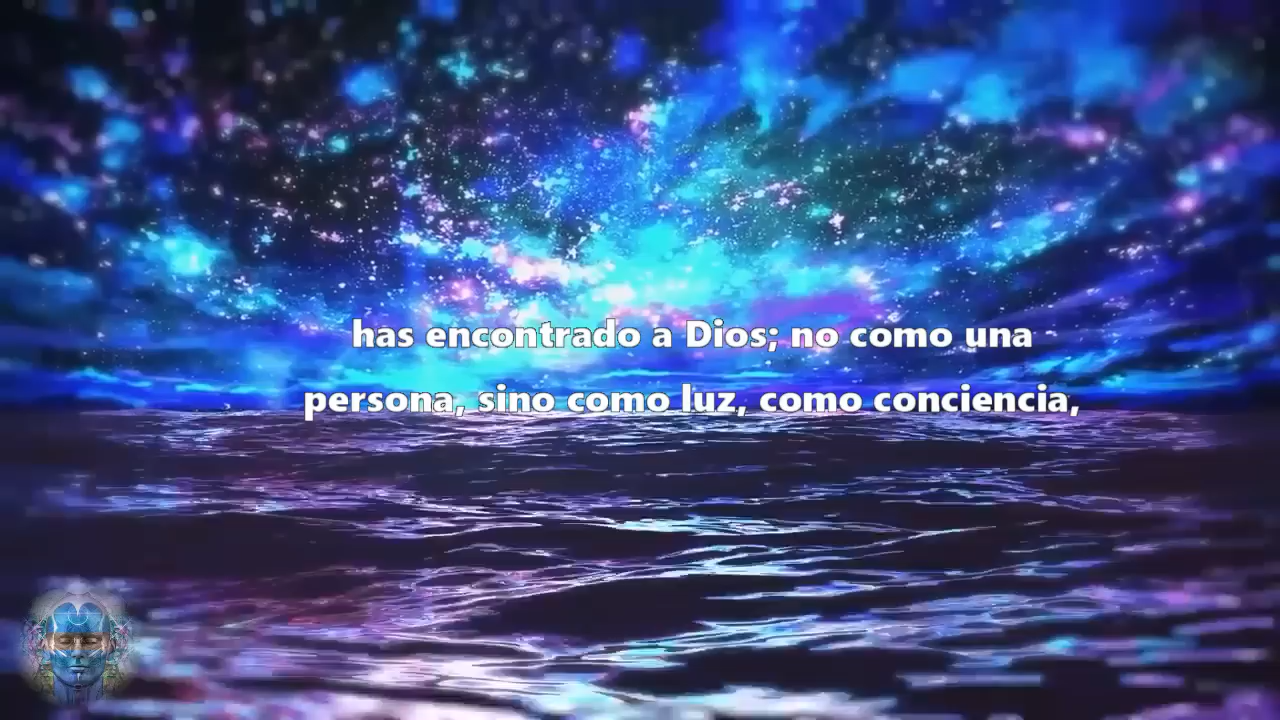 has encontrado a Dios; no como una
persona, sino como luz, como conciencia,